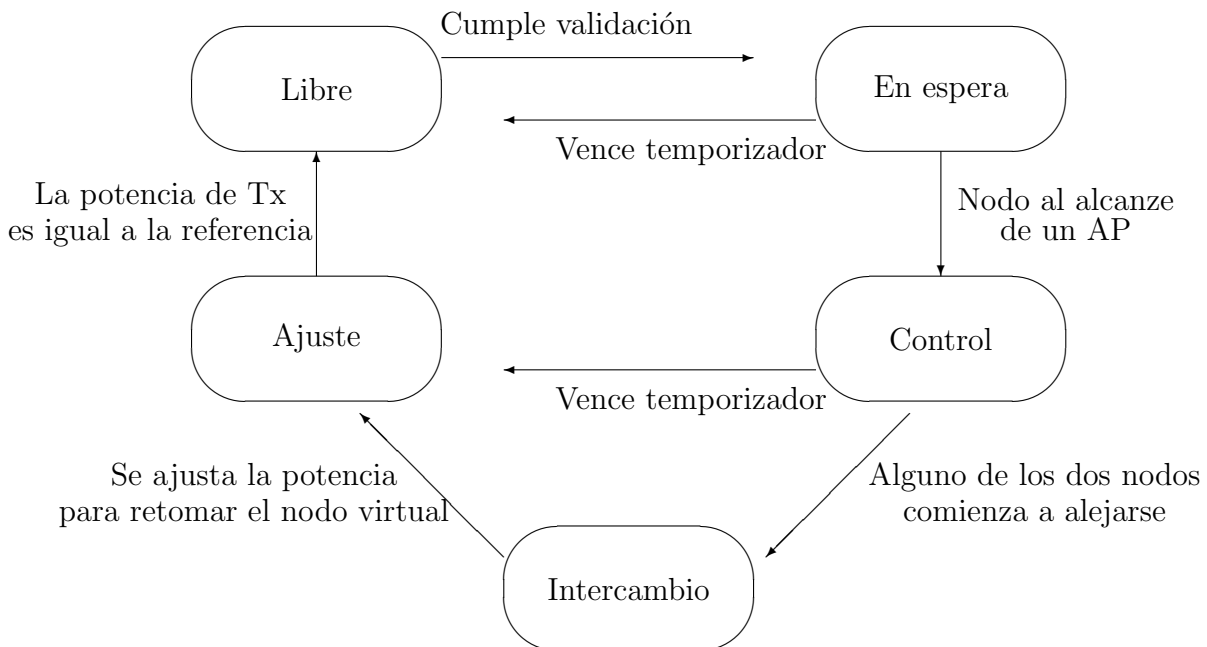 Cumple validación
Libre
En espera
Vence temporizador
La potencia de Tx
es igual a la referencia
Nodo al alcanze
de un AP
Ajuste
Control
Vence temporizador
Se ajusta la potencia
para retomar el nodo virtual
Alguno de los dos nodos
comienza a alejarse
Intercambio